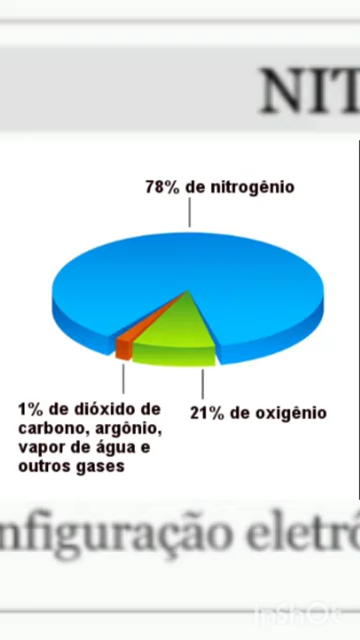 NIT
78% de nitrogênio
1% de dióxido de
carbono, argônio,
vapor de água e
outros gases
21% de oxigênio
nfiguração eletrô
InShOt